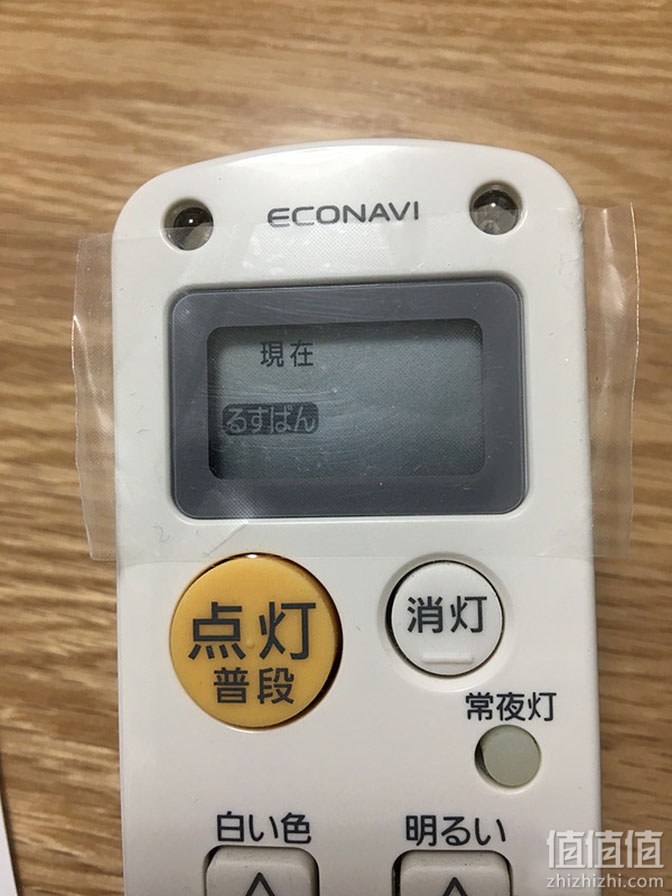 ECONAVI
現在
るすばん
点灯
普段
消灯
常夜灯
白い色
明るい
值值值
zhizhizhi.com